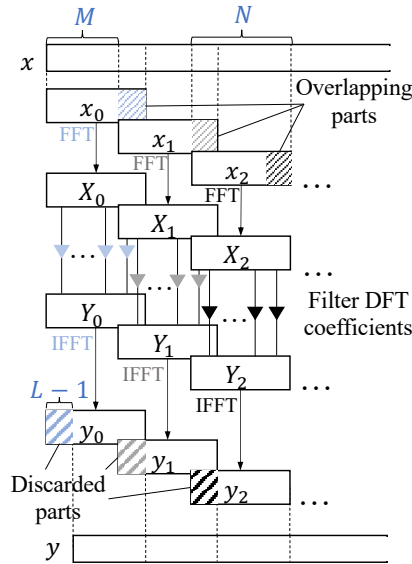 M N
x
x₀ Overlapping
parts
FFT x₁
FFT x₂
FFT ...
X₀
X₁
X₂ ...
... ... ...
Y₀ Filter DFT
coefficients
IFFT Y₁
IFFT Y₂ ...
L − 1 IFFT
y₀
y₁
Discarded
parts y₂ ...
y